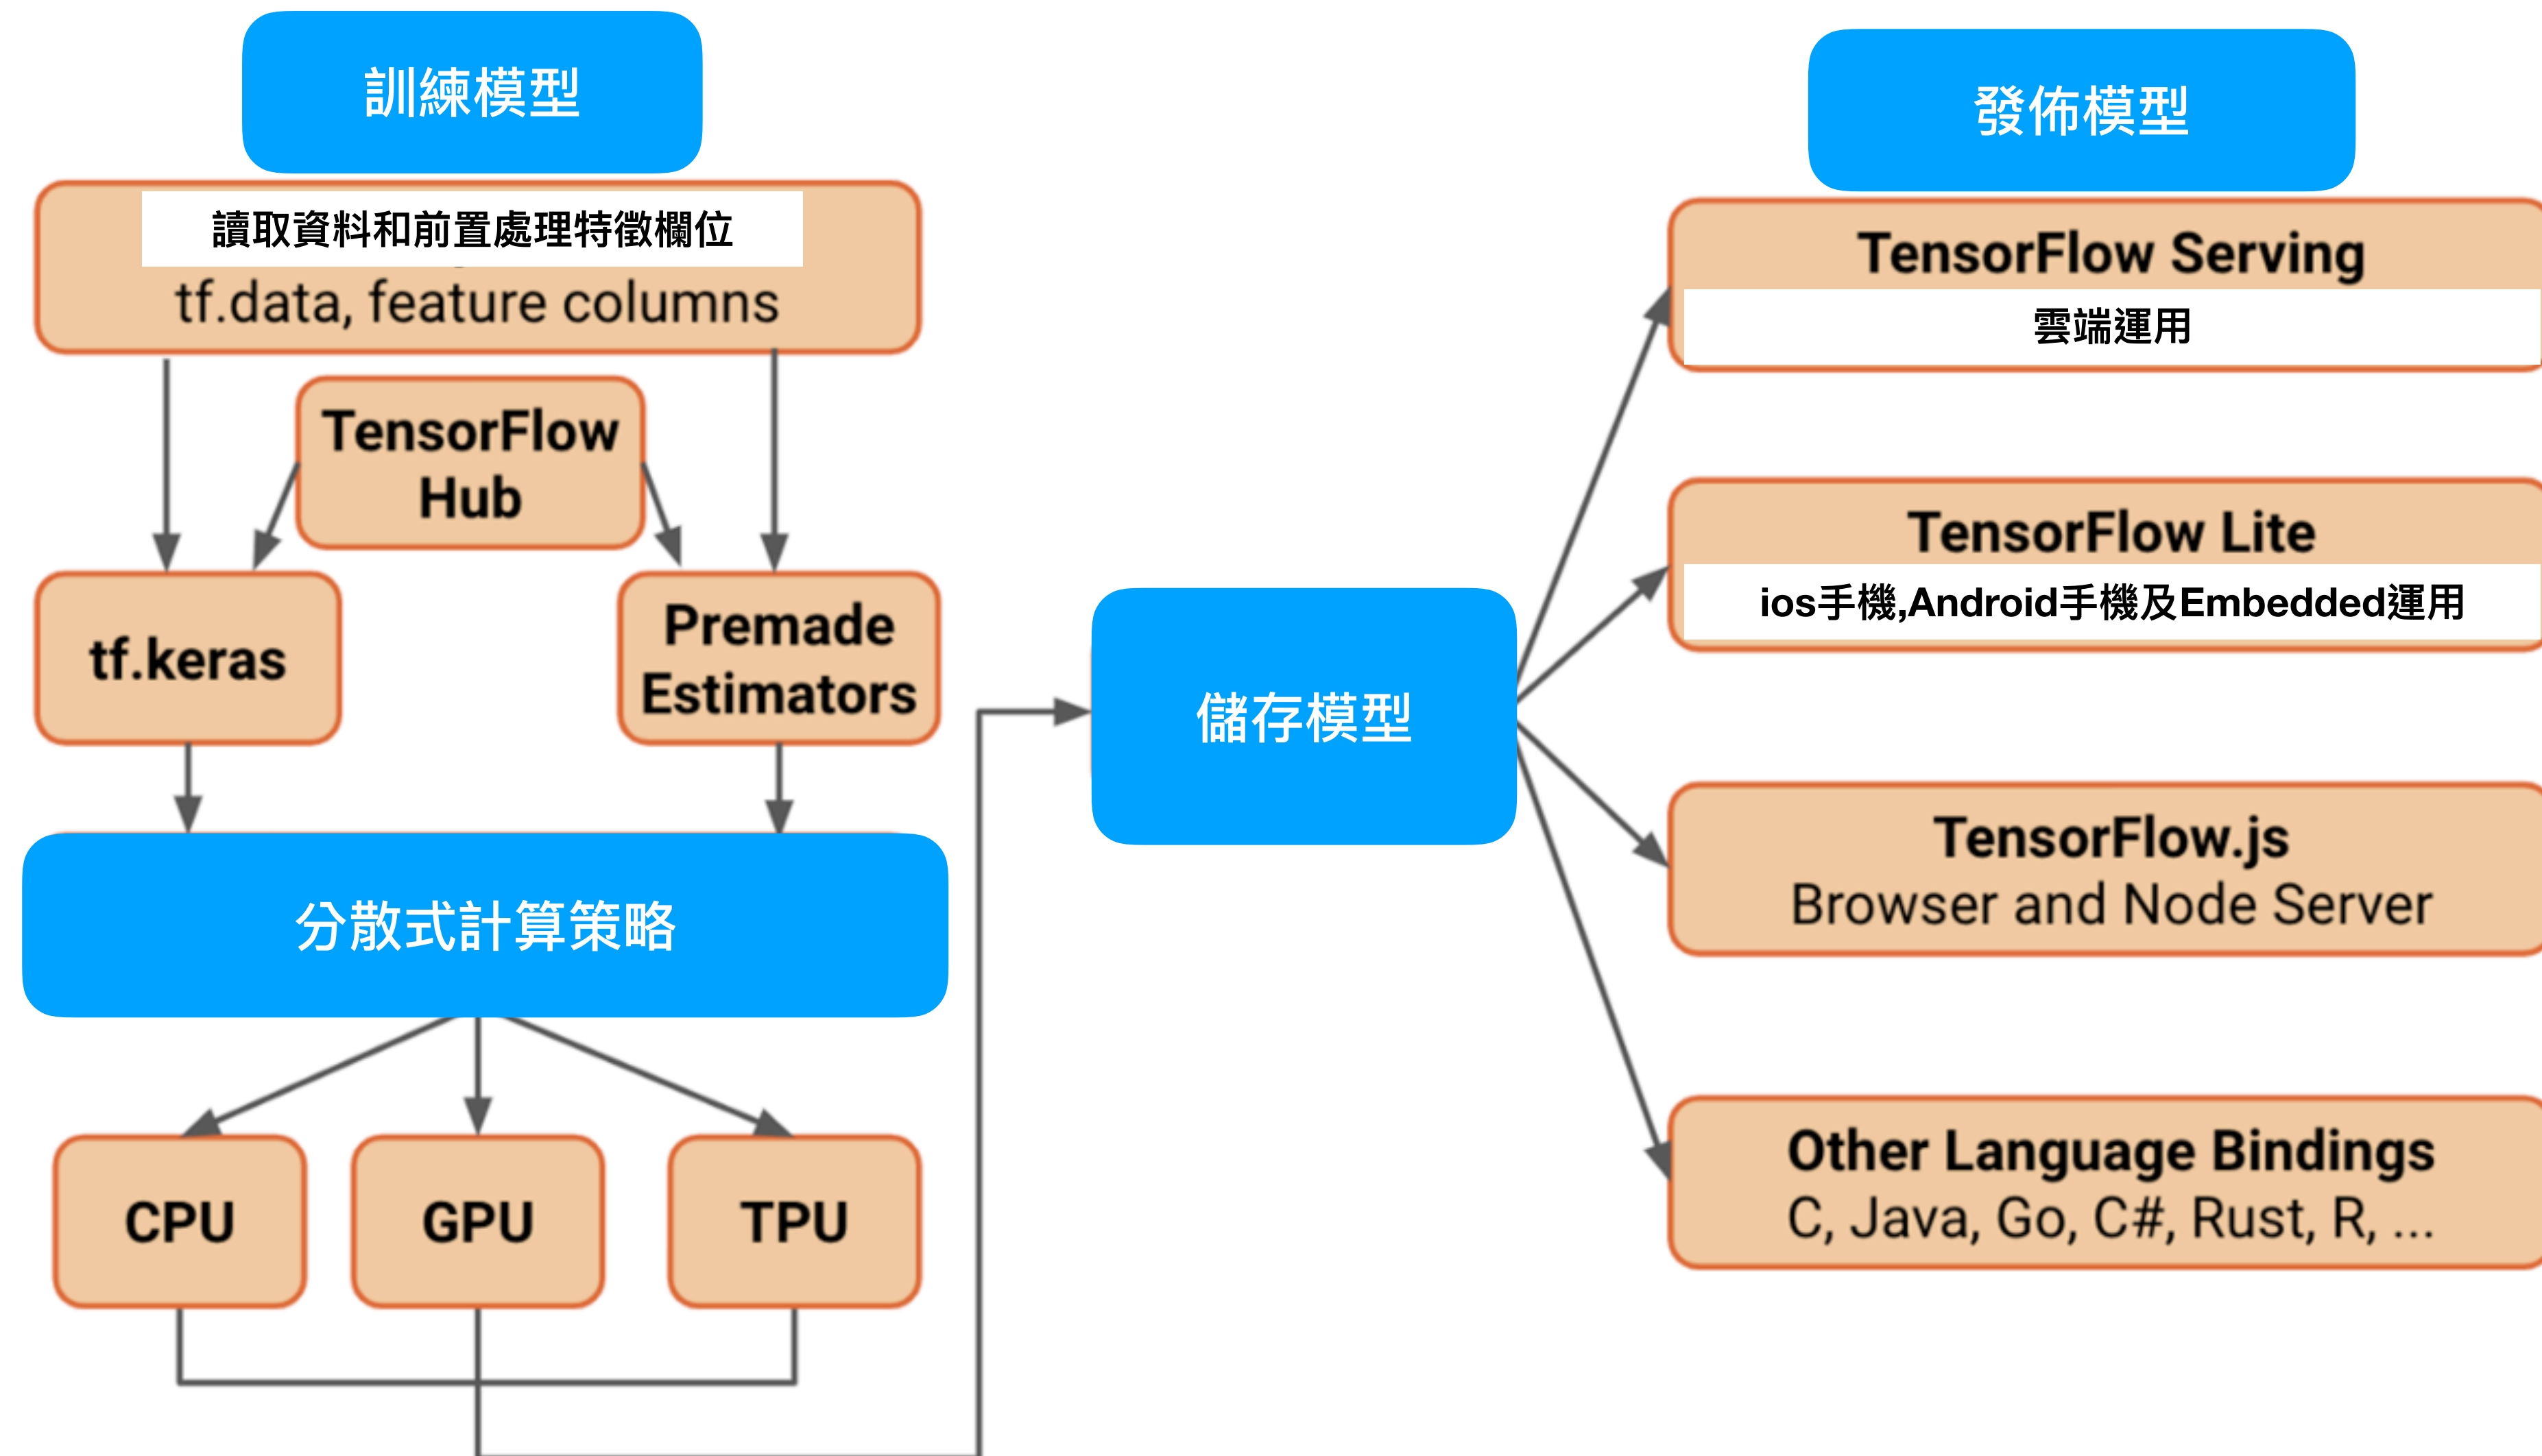 訓練模型
讀取資料和前置處理特徵欄位
tf.data, feature columns
TensorFlow
Hub
tf.keras
Premade
Estimators
分散式計算策略
CPU
GPU
TPU
儲存模型
發佈模型
TensorFlow Serving
雲端運用
TensorFlow Lite
ios手機,Android手機及Embedded運用
TensorFlow.js
Browser and Node Server
Other Language Bindings
C, Java, Go, C#, Rust, R, ...